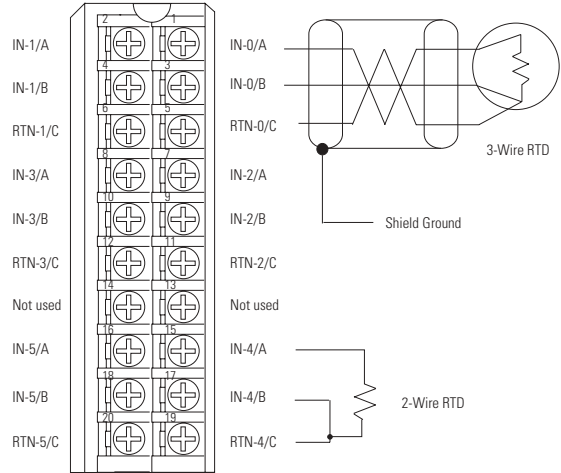 2 1
IN-1/A IN-0/A
4 3
IN-1/B IN-0/B
6 5
RTN-1/C RTN-0/C
3-Wire RTD
8 7
IN-3/A IN-2/A
10 9
IN-3/B IN-2/B
Shield Ground
12 11
RTN-3/C RTN-2/C
14 13
Not used Not used
16 15
IN-5/A IN-4/A
18 17
IN-5/B IN-4/B
2-Wire RTD
20 19
RTN-5/C RTN-4/C